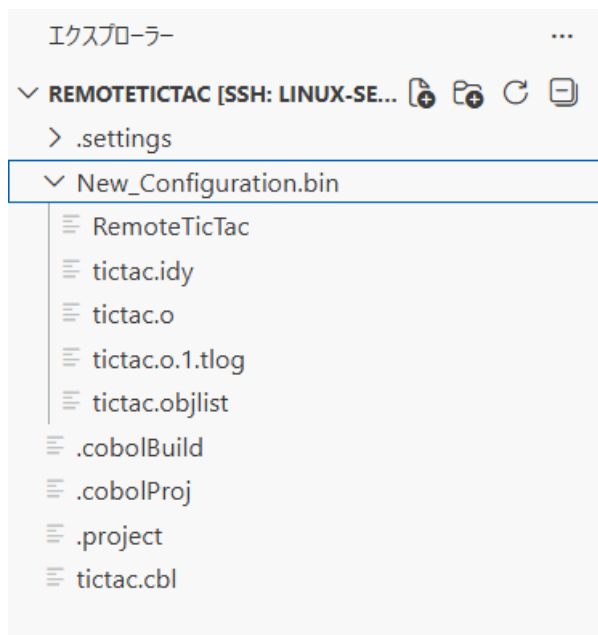 エクスプローラー ...
REMOTETICTAC [SSH: LINUX-SE...
.settings
New_Configuration.bin
RemoteTicTac
tictac.idy
tictac.o
tictac.o.1.tlog
tictac.objlist
.cobolBuild
.cobolProj
.project
tictac.cbl